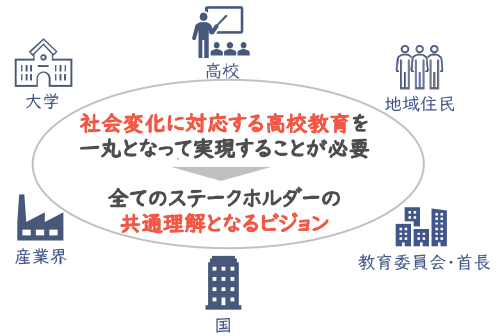 高校
大学
地域住民
社会変化に対応する高校教育を
一丸となって実現することが必要
全てのステークホルダーの
共通理解となるビジョン
産業界
教育委員会・首長
国